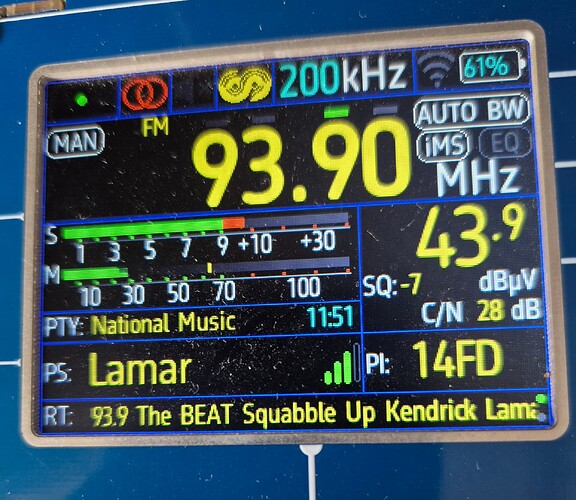 200kHz 61%
FM AUTO BW
MAN 93.90 iMS EQ
MHz
S 1 3 5 7 9 +10 +30
43.9
M 10 30 50 70 100
SQ:-7 dBµV
C/N 28 dB
PTY: National Music 11:51
PS: Lamar PI: 14FD
RT: 93.9 The BEAT Squabble Up Kendrick Lama